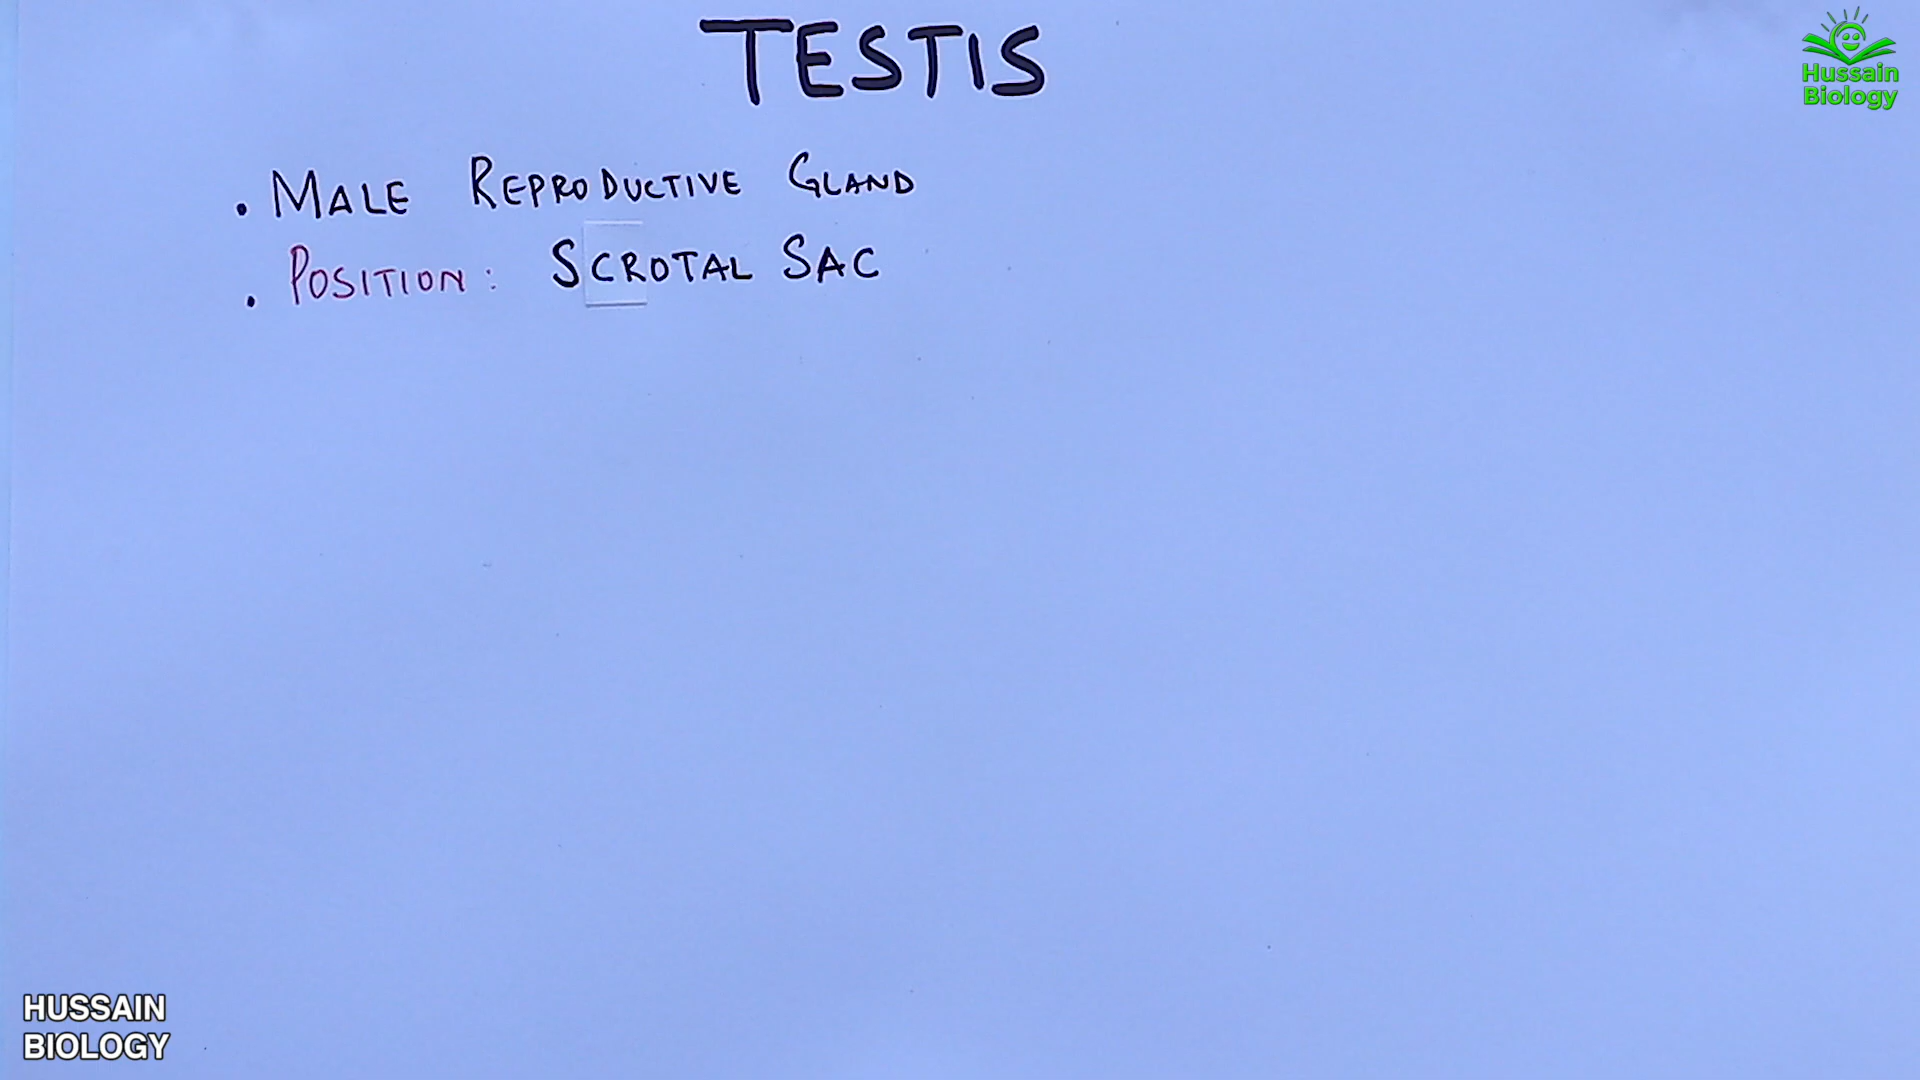 TESTIS
Hussain
Biology
. MALE REPRODUCTIVE GLAND
. POSITION: SCROTAL SAC
HUSSAIN
BIOLOGY